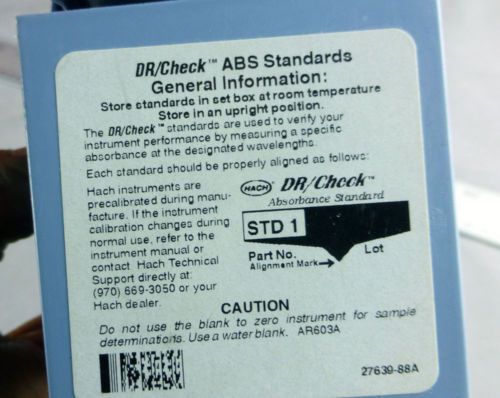 DR/Check™ ABS Standards
General Information:
Store standards in set box at room temperature
Store in an upright position.
The DR/Check™ standards are used to verify your
instrument performance by measuring a specific
absorbance at the designated wavelengths.
Each standard should be properly aligned as follows:
Hach instruments are
precalibrated during manu-
facture. If the instrument
calibration changes during
normal use, refer to the
instrument manual or
contact Hach Technical
Support directly at:
(970) 669-3050 or your
Hach dealer.
HACH DR/Check™
Absorbance Standard
STD 1
Part No. Lot
Alignment Mark
CAUTION
Do not use the blank to zero instrument for sample
determinations. Use a water blank. AR603A
27639-88A